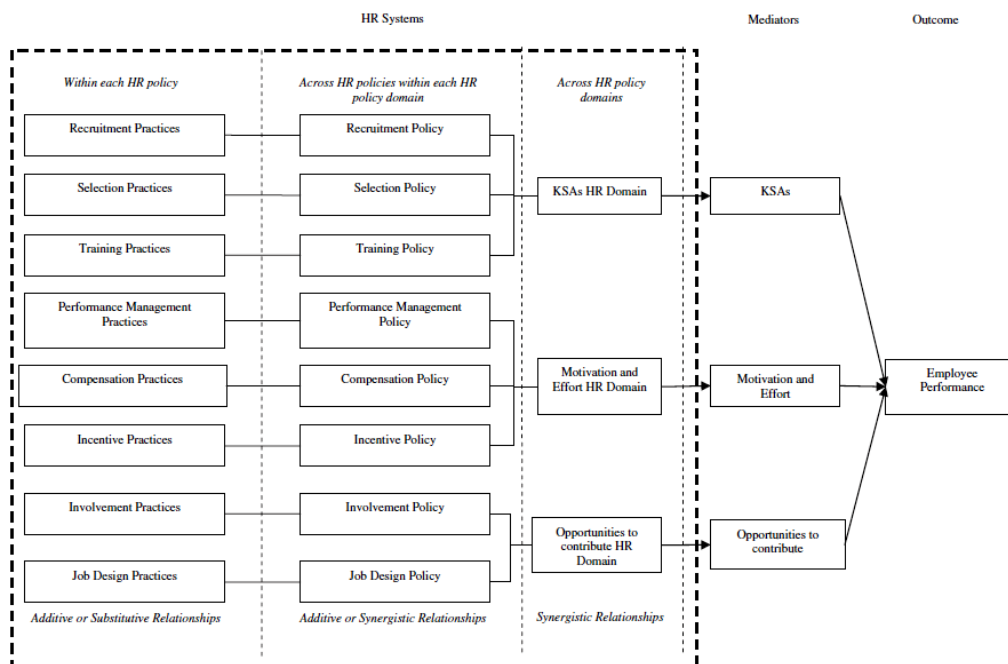 HR Systems
Mediators
Outcome
Within each HR policy
Across HR policies within each HR
policy domain
Across HR policy
domains
Recruitment Practices
Recruitment Policy
Selection Practices
Selection Policy
KSAs HR Domain
KSAs
Training Practices
Training Policy
Performance Management
Practices
Performance Management
Policy
Compensation Practices
Compensation Policy
Motivation and
Effort HR Domain
Motivation and
Effort
Employee
Performance
Incentive Practices
Incentive Policy
Involvement Practices
Involvement Policy
Opportunities to
contribute HR
Domain
Opportunities to
contribute
Job Design Practices
Job Design Policy
Additive or Substitutive Relationships
Additive or Synergistic Relationships
Synergistic Relationships